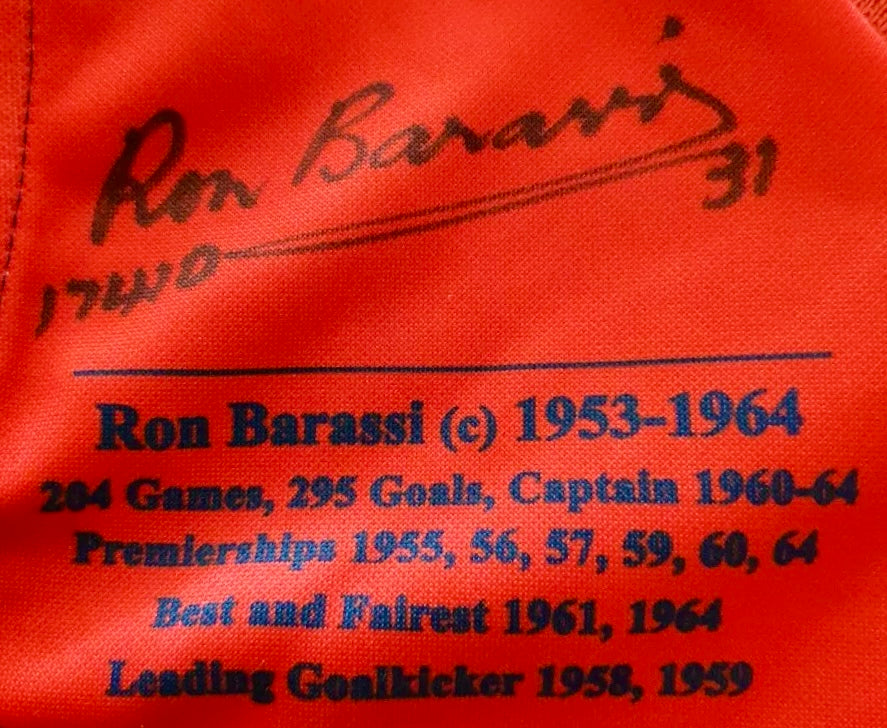 Ron Barassi
31
17440
Ron Barassi (c) 1953-1964
204 Games, 295 Goals, Captain 1960-64
Premierships 1955, 56, 57, 59, 60, 64
Best and Fairest 1961, 1964
Leading Goalkicker 1958, 1959